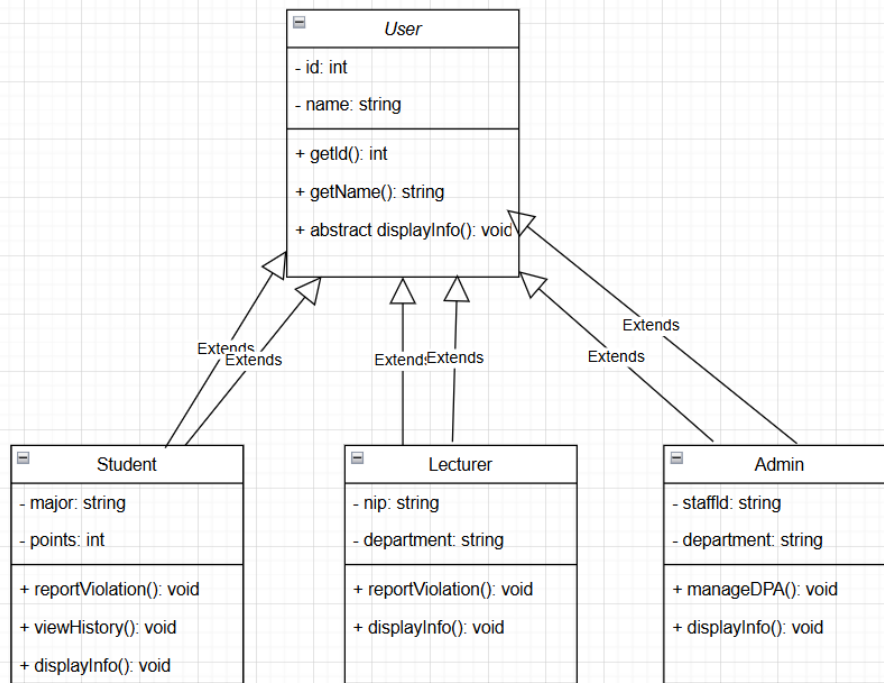 User
- id: int
- name: string
+ getId(): int
+ getName(): string
+ abstract displayInfo(): void
Extends
Extends
Extends
Extends
Extends
Extends
Student
- major: string
- points: int
+ reportViolation(): void
+ viewHistory(): void
+ displayInfo(): void
Lecturer
- nip: string
- department: string
+ reportViolation(): void
+ displayInfo(): void
Admin
- staffId: string
- department: string
+ manageDPA(): void
+ displayInfo(): void